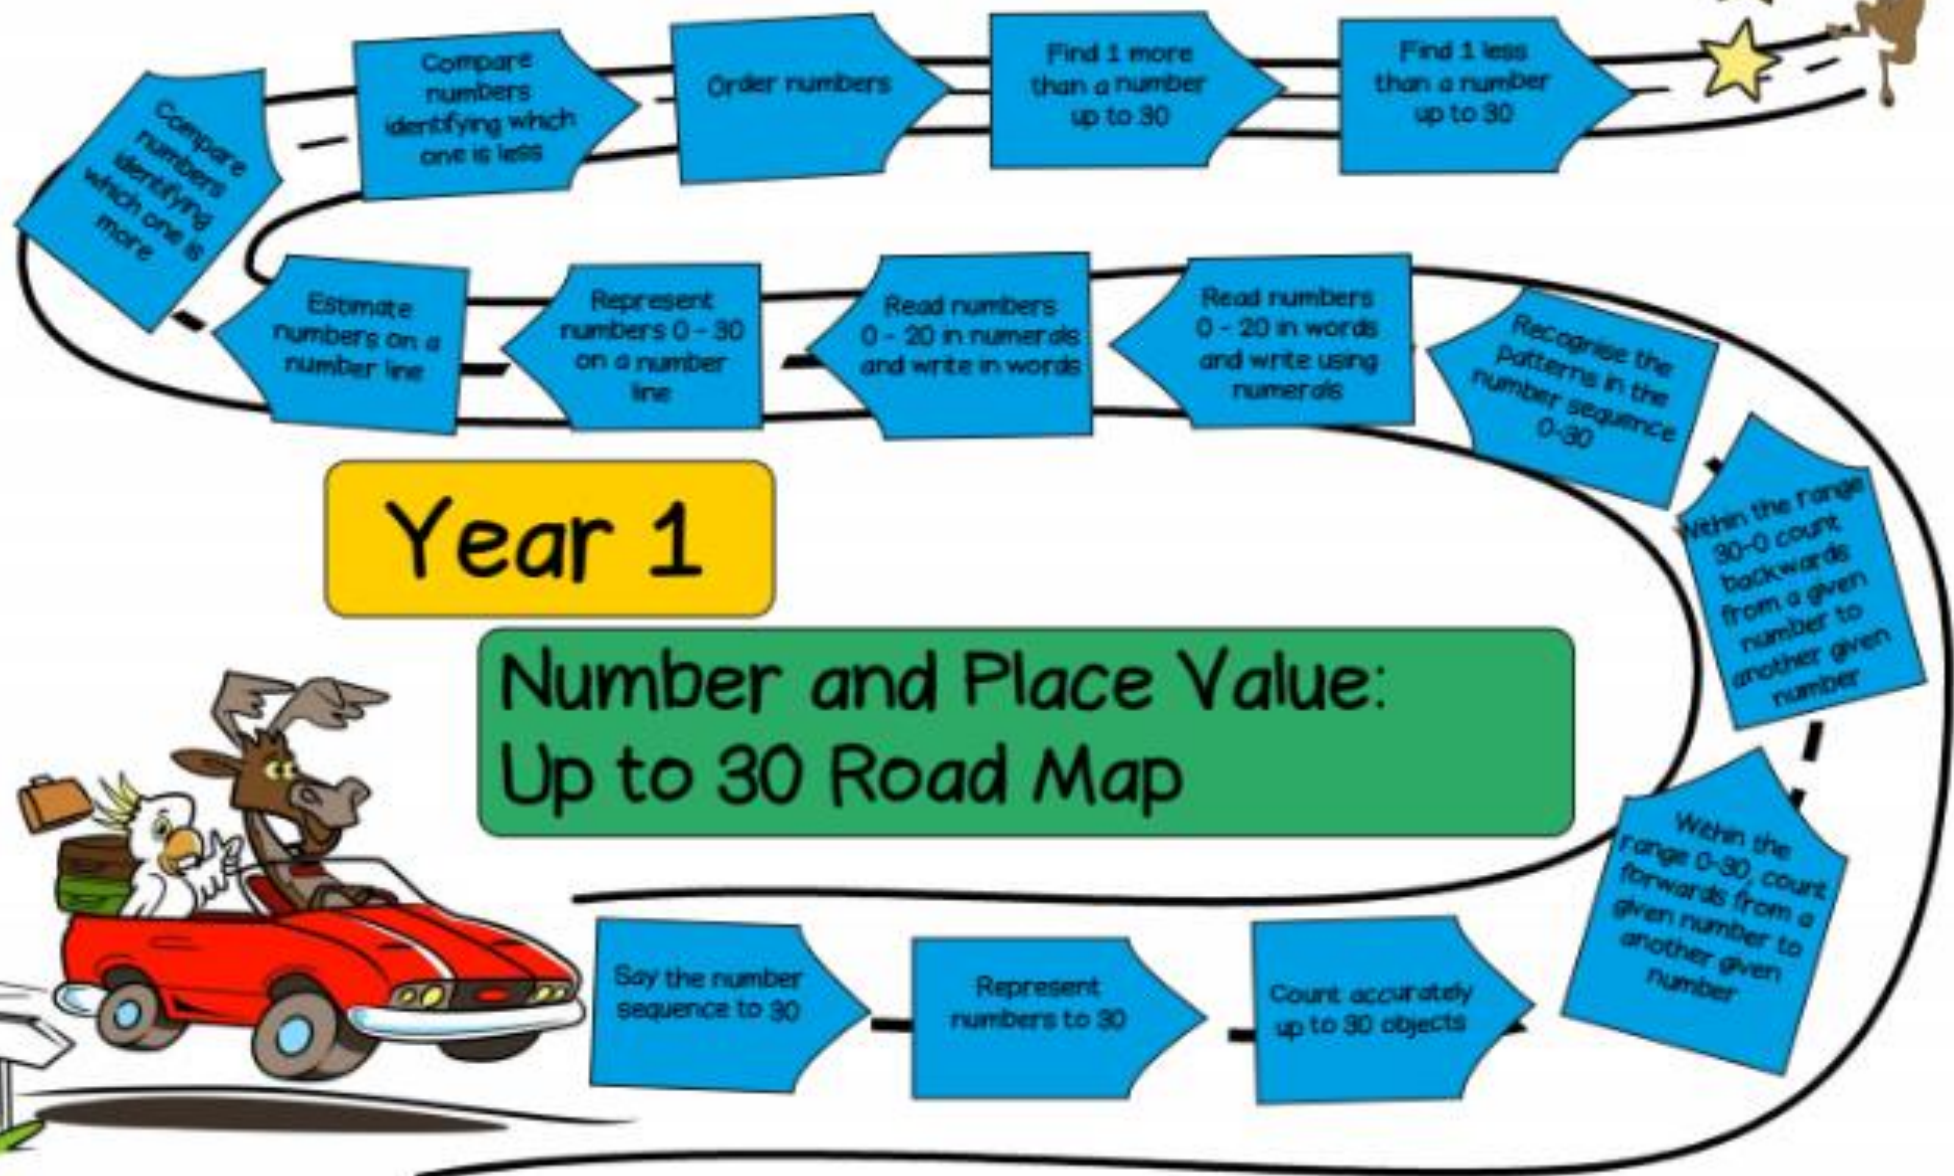 Compare
numbers
identifying
which one is
more
Compare
numbers
identifying which
one is less
Order numbers
Find 1 more
than a number
up to 30
Find 1 less
than a number
up to 30
Estimate
numbers on a
number line
Represent
numbers 0 - 30
on a number
line
Read numbers
0 - 20 in numerals
and write in words
Read numbers
0 - 20 in words
and write using
numerals
Recognise the
patterns in the
number sequence
0-30
Within the range
30-0 count
backwards
from a given
number to
another given
number
Year 1
Number and Place Value:
Up to 30 Road Map
Within the
range 0-30, count
forwards from a
given number to
another given
number
Say the number
sequence to 30
Represent
numbers to 30
Count accurately
up to 30 objects